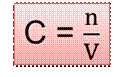 C = n/V